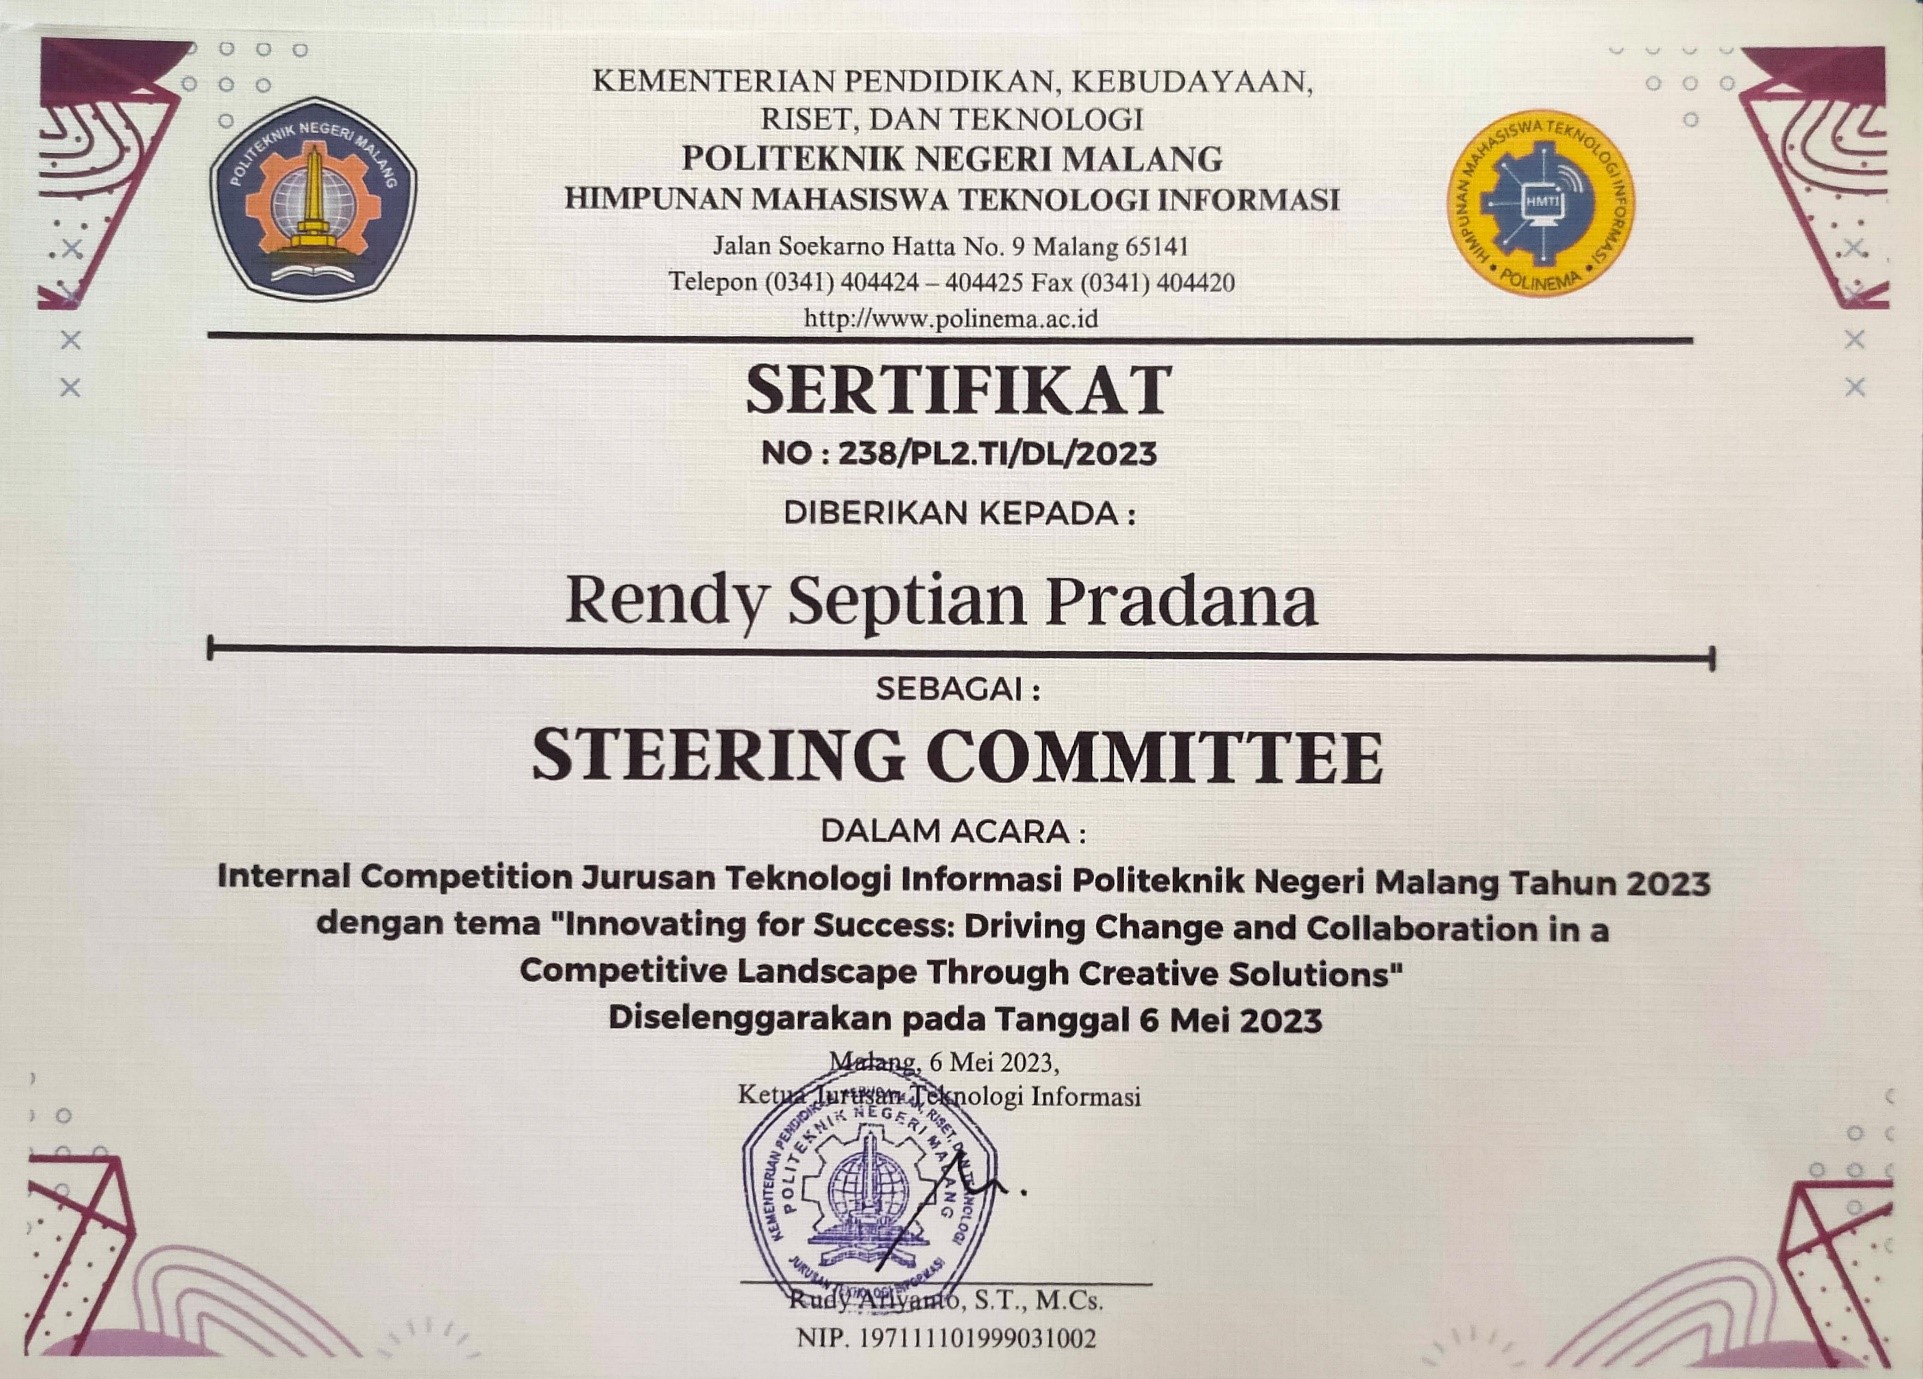 KEMENTERIAN PENDIDIKAN, KEBUDAYAAN,
RISET, DAN TEKNOLOGI
POLITEKNIK NEGERI MALANG
HIMPUNAN MAHASISWA TEKNOLOGI INFORMASI
Jalan Soekarno Hatta No. 9 Malang 65141
Telepon (0341) 404424 – 404425 Fax (0341) 404420
http://www.polinema.ac.id
POLITEKNIK NEGERI MALANG
HIMPUNAN MAHASISWA TEKNOLOGI INFORMASI
HMTI
• POLINEMA •
SERTIFIKAT
NO : 238/PL2.TI/DL/2023
DIBERIKAN KEPADA :
Rendy Septian Pradana
SEBAGAI :
STEERING COMMITTEE
DALAM ACARA :
Internal Competition Jurusan Teknologi Informasi Politeknik Negeri Malang Tahun 2023
dengan tema "Innovating for Success: Driving Change and Collaboration in a
Competitive Landscape Through Creative Solutions"
Diselenggarakan pada Tanggal 6 Mei 2023
Malang, 6 Mei 2023,
Ketua Jurusan Teknologi Informasi
KEMENTERIAN PENDIDIKAN, KEBUDAYAAN, RISET, DAN TEKNOLOGI
POLITEKNIK NEGERI MALANG
JURUSAN TEKNOLOGI INFORMASI
Rudy Ariyanto, S.T., M.Cs.
NIP. 197111101999031002